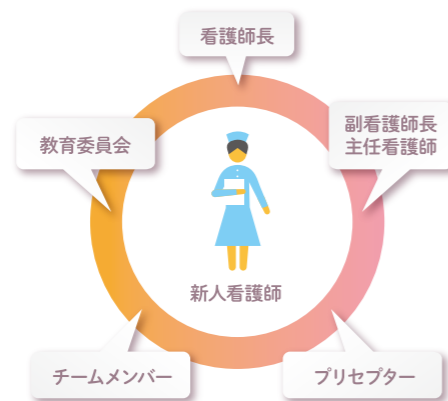 看護師長
副看護師長
主任看護師
教育委員会
新人看護師
チームメンバー
プリセプター